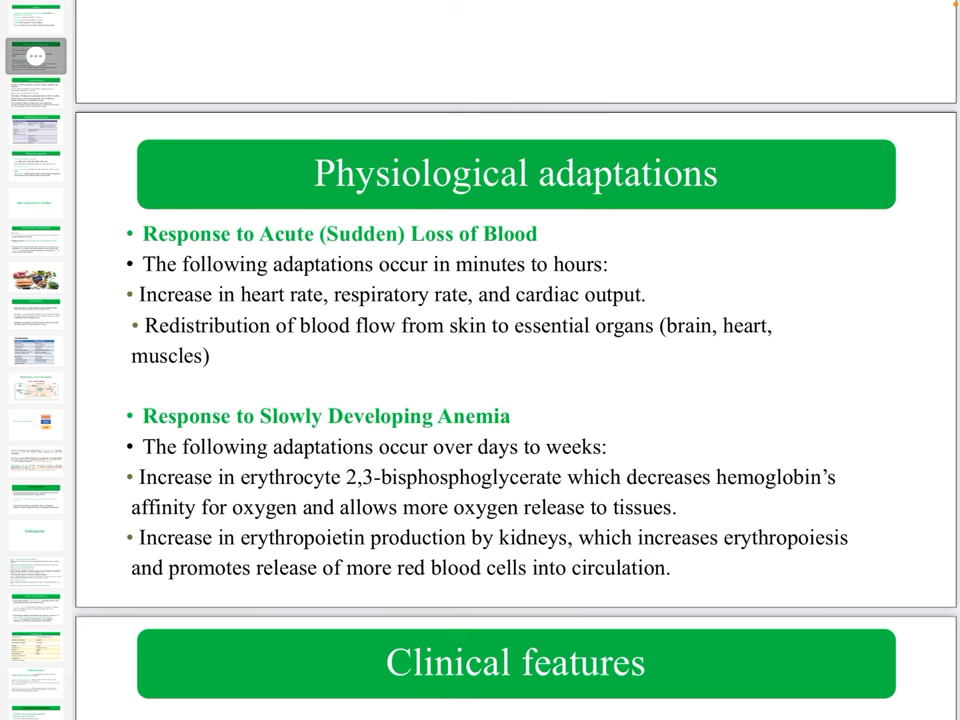 Physiological adaptations
• Response to Acute (Sudden) Loss of Blood
• The following adaptations occur in minutes to hours:
• Increase in heart rate, respiratory rate, and cardiac output.
• Redistribution of blood flow from skin to essential organs (brain, heart,
muscles)
• Response to Slowly Developing Anemia
• The following adaptations occur over days to weeks:
• Increase in erythrocyte 2,3-bisphosphoglycerate which decreases hemoglobin’s
affinity for oxygen and allows more oxygen release to tissues.
• Increase in erythropoietin production by kidneys, which increases erythropoiesis
and promotes release of more red blood cells into circulation.
Clinical features